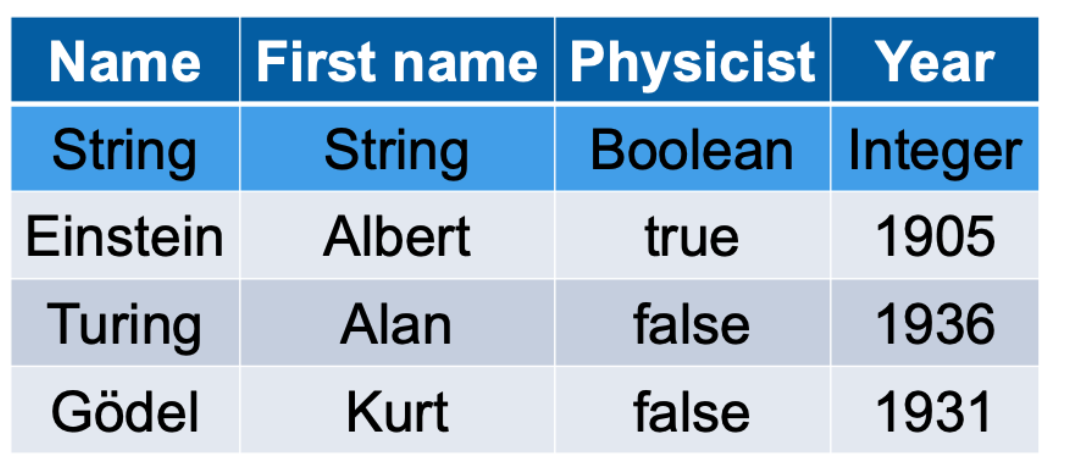 Name First name Physicist Year
String String Boolean Integer
Einstein Albert true 1905
Turing Alan false 1936
Gödel Kurt false 1931